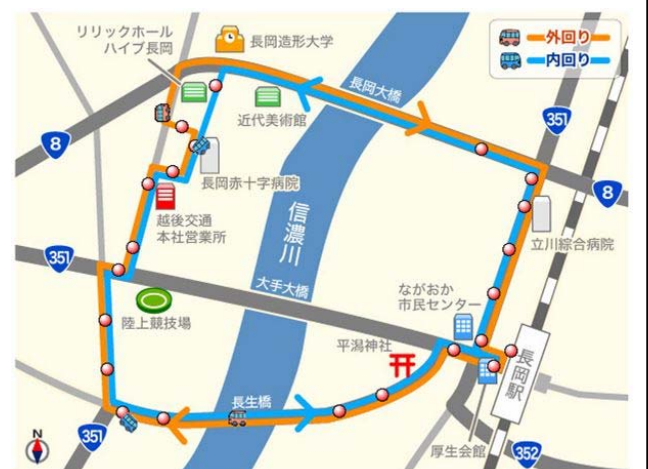 リリックホール
ハイブ長岡
長岡造形大学
外回り
内回り
長岡大橋
351
近代美術館
8
長岡赤十字病院
8
越後交通
本社営業所
信濃川
立川綜合病院
351
大手大橋
ながおか
市民センター
陸上競技場
平潟神社
長岡駅
長生橋
N
351
厚生会館
352